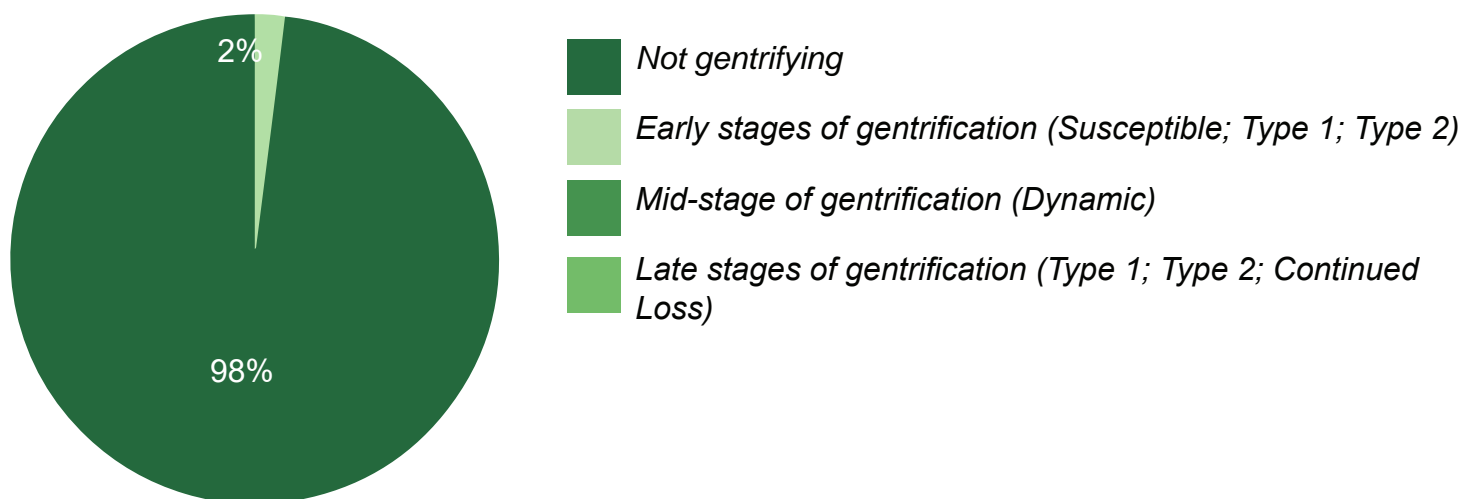 2%
98%
Not gentrifying
Early stages of gentrification (Susceptible; Type 1; Type 2)
Mid-stage of gentrification (Dynamic)
Late stages of gentrification (Type 1; Type 2; Continued
Loss)